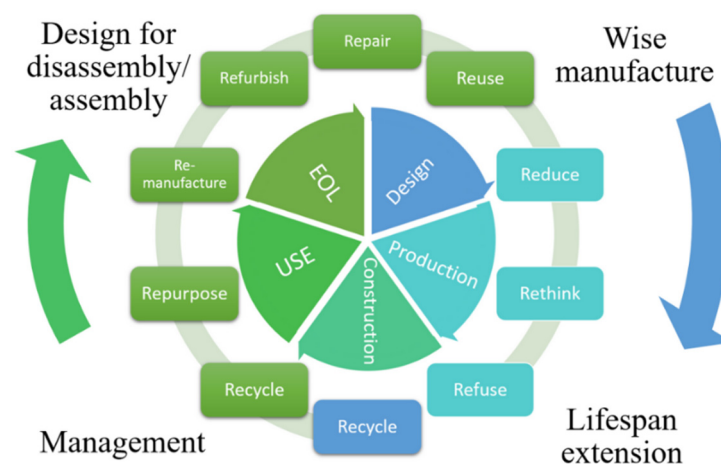 Design for
disassembly/
assembly
Wise
manufacture
Repair
Refurbish
Reuse
Re-
manufacture
Reduce
Repurpose
Rethink
Recycle
Recycle
Refuse
EOL
Design
USE
Production
Construction
Management
Lifespan
extension